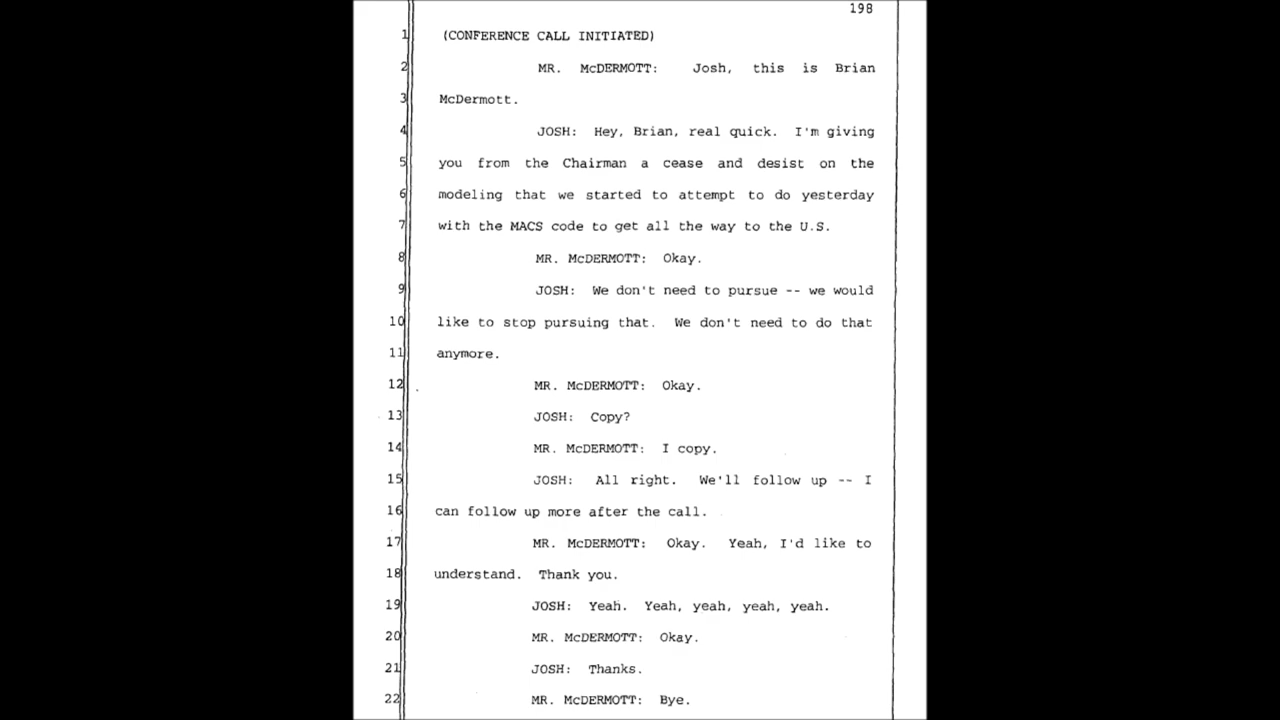 198
1 (CONFERENCE CALL INITIATED)
2 MR. McDERMOTT: Josh, this is Brian
3 McDermott.
4 JOSH: Hey, Brian, real quick. I'm giving
5 you from the Chairman a cease and desist on the
6 modeling that we started to attempt to do yesterday
7 with the MACS code to get all the way to the U.S.
8 MR. McDERMOTT: Okay.
9 JOSH: We don't need to pursue -- we would
10 like to stop pursuing that. We don't need to do that
11 anymore.
12 MR. McDERMOTT: Okay.
13 JOSH: Copy?
14 MR. McDERMOTT: I copy.
15 JOSH: All right. We'll follow up -- I
16 can follow up more after the call.
17 MR. McDERMOTT: Okay. Yeah, I'd like to
18 understand. Thank you.
19 JOSH: Yeah. Yeah, yeah, yeah, yeah.
20 MR. McDERMOTT: Okay.
21 JOSH: Thanks.
22 MR. McDERMOTT: Bye.